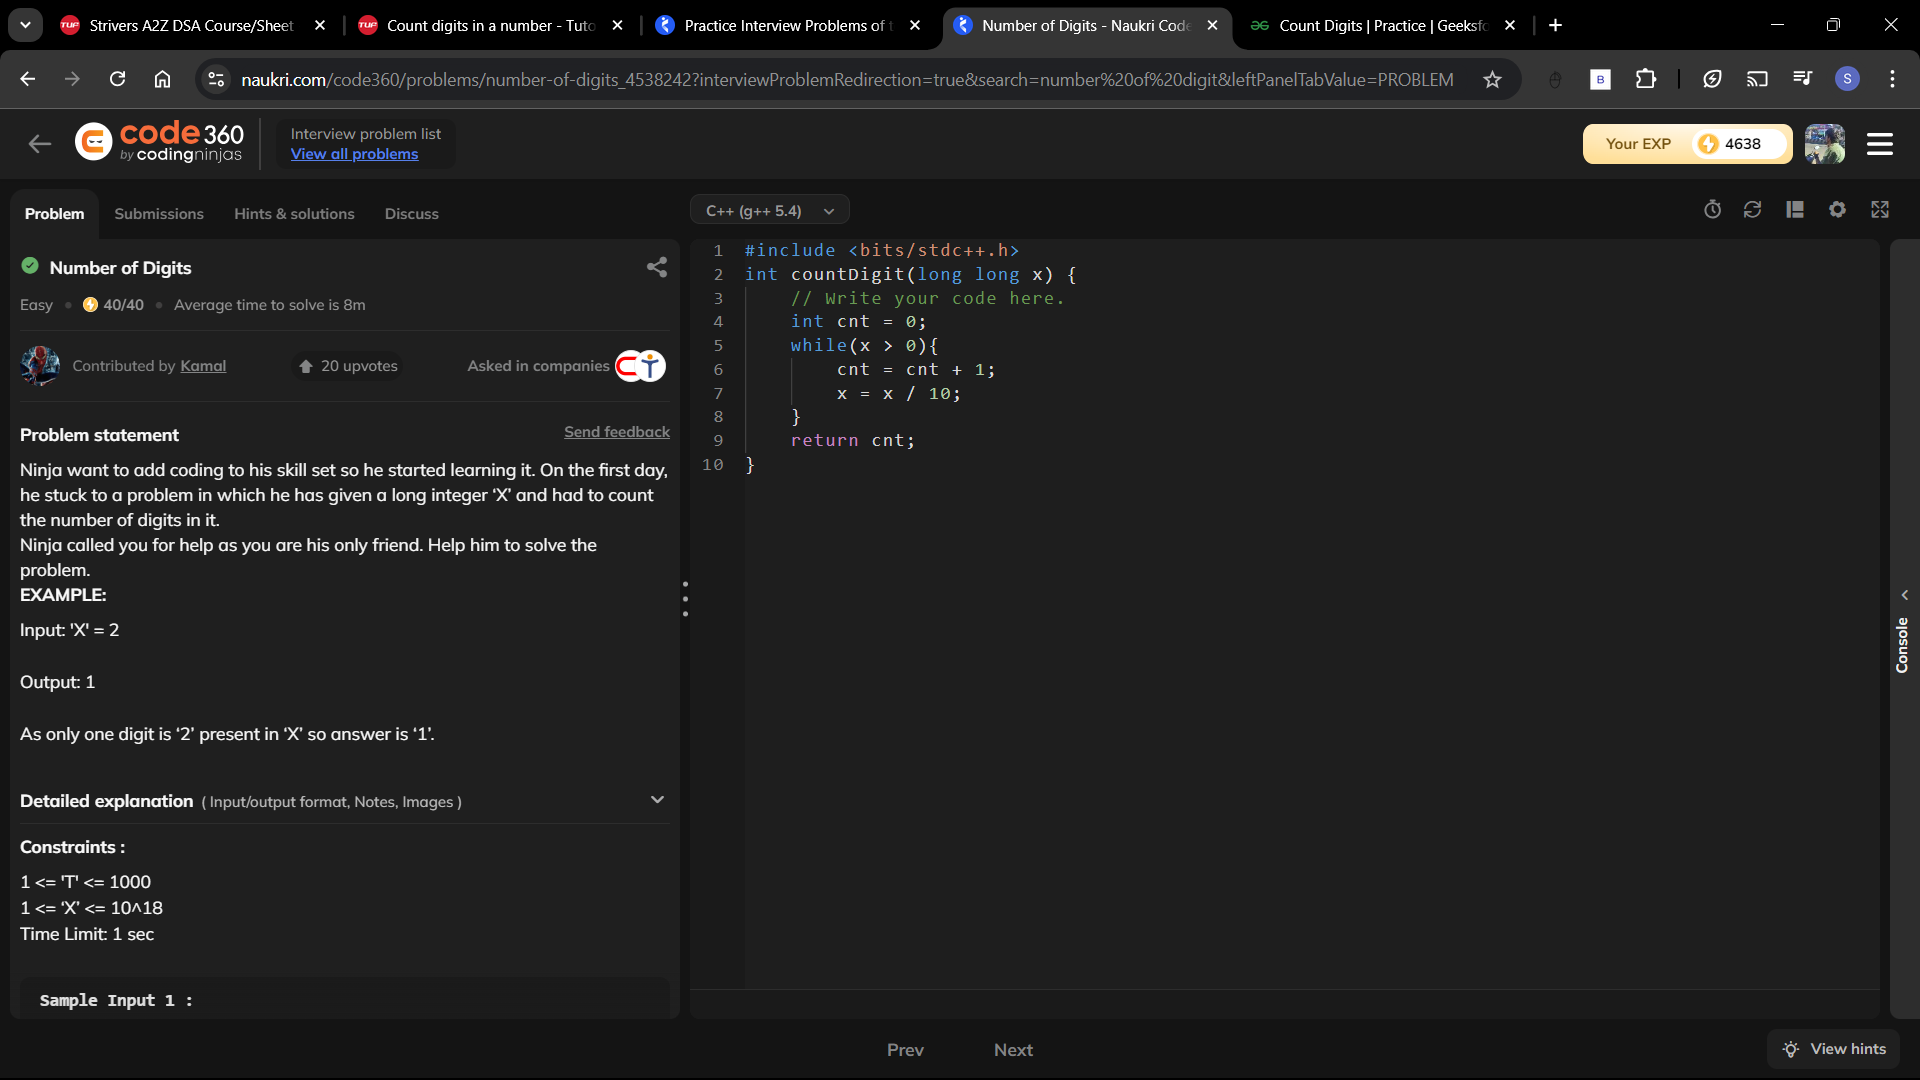 Strivers A2Z DSA Course/Sheet
Count digits in a number - Tuto
Practice Interview Problems of t
Number of Digits - Naukri Code
Count Digits | Practice | Geeksfo
naukri.com/code360/problems/number-of-digits_4538242?interviewProblemRedirection=true&search=number%20of%20digit&leftPanelTabValue=PROBLEM
B
S
code 360
by codingninjas
Interview problem list
View all problems
Your EXP 4638
Problem
Submissions
Hints & solutions
Discuss
Number of Digits
Easy • 40/40 • Average time to solve is 8m
Contributed by Kamal
20 upvotes
Asked in companies
Problem statement
Send feedback
Ninja want to add coding to his skill set so he started learning it. On the first day,
he stuck to a problem in which he has given a long integer ‘X’ and had to count
the number of digits in it.
Ninja called you for help as you are his only friend. Help him to solve the
problem.
EXAMPLE:
Input: 'X' = 2
Output: 1
As only one digit is ‘2’ present in ‘X’ so answer is ‘1’.
Detailed explanation ( Input/output format, Notes, Images )
Constraints :
1 <= 'T' <= 1000
1 <= ‘X’ <= 10^18
Time Limit: 1 sec
Sample Input 1 :
C++ (g++ 5.4)
1 #include <bits/stdc++.h>
2 int countDigit(long long x) {
3 // Write your code here.
4 int cnt = 0;
5 while(x > 0){
6 cnt = cnt + 1;
7 x = x / 10;
8 }
9 return cnt;
10 }
Console
Prev
Next
View hints